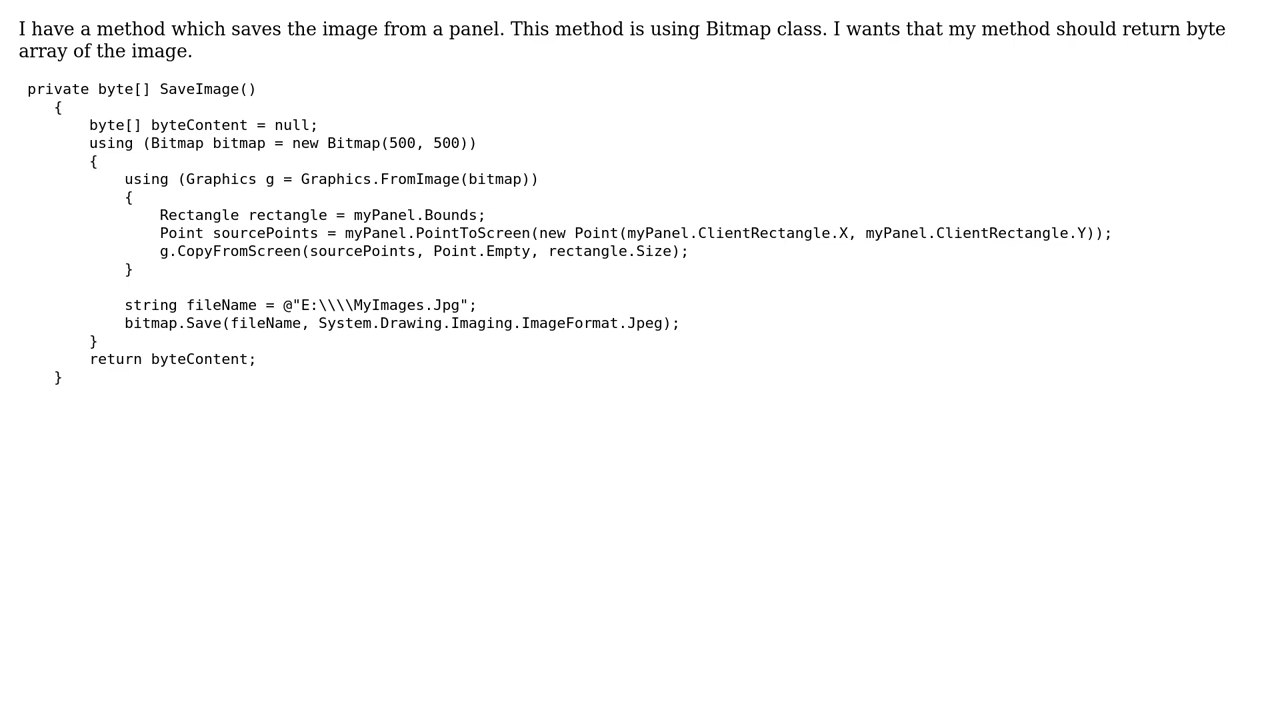 I have a method which saves the image from a panel. This method is using Bitmap class. I wants that my method should return byte
array of the image.
private byte[] SaveImage()
{
byte[] byteContent = null;
using (Bitmap bitmap = new Bitmap(500, 500))
{
using (Graphics g = Graphics.FromImage(bitmap))
{
Rectangle rectangle = myPanel.Bounds;
Point sourcePoints = myPanel.PointToScreen(new Point(myPanel.ClientRectangle.X, myPanel.ClientRectangle.Y));
g.CopyFromScreen(sourcePoints, Point.Empty, rectangle.Size);
}
string fileName = @"E:\\\\MyImages.Jpg";
bitmap.Save(fileName, System.Drawing.Imaging.ImageFormat.Jpeg);
}
return byteContent;
}